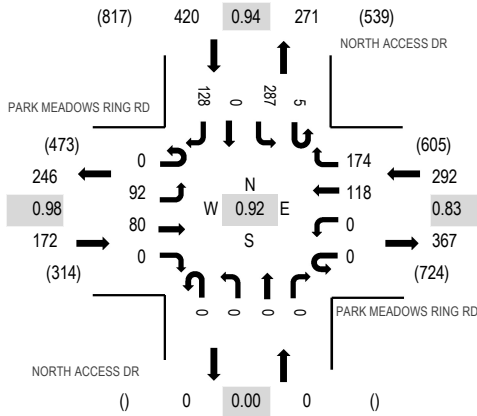 (817) 420 0.94 271 (539)
NORTH ACCESS DR
128 0 287 5
PARK MEADOWS RING RD
(473) (605)
0 174
246 292
92 N 118
0.98 W 0.92 E 0.83
80 S 0
172 367
0 0
(314) (724)
0 0 0 0
PARK MEADOWS RING RD
NORTH ACCESS DR
() 0 0.00 0 ()